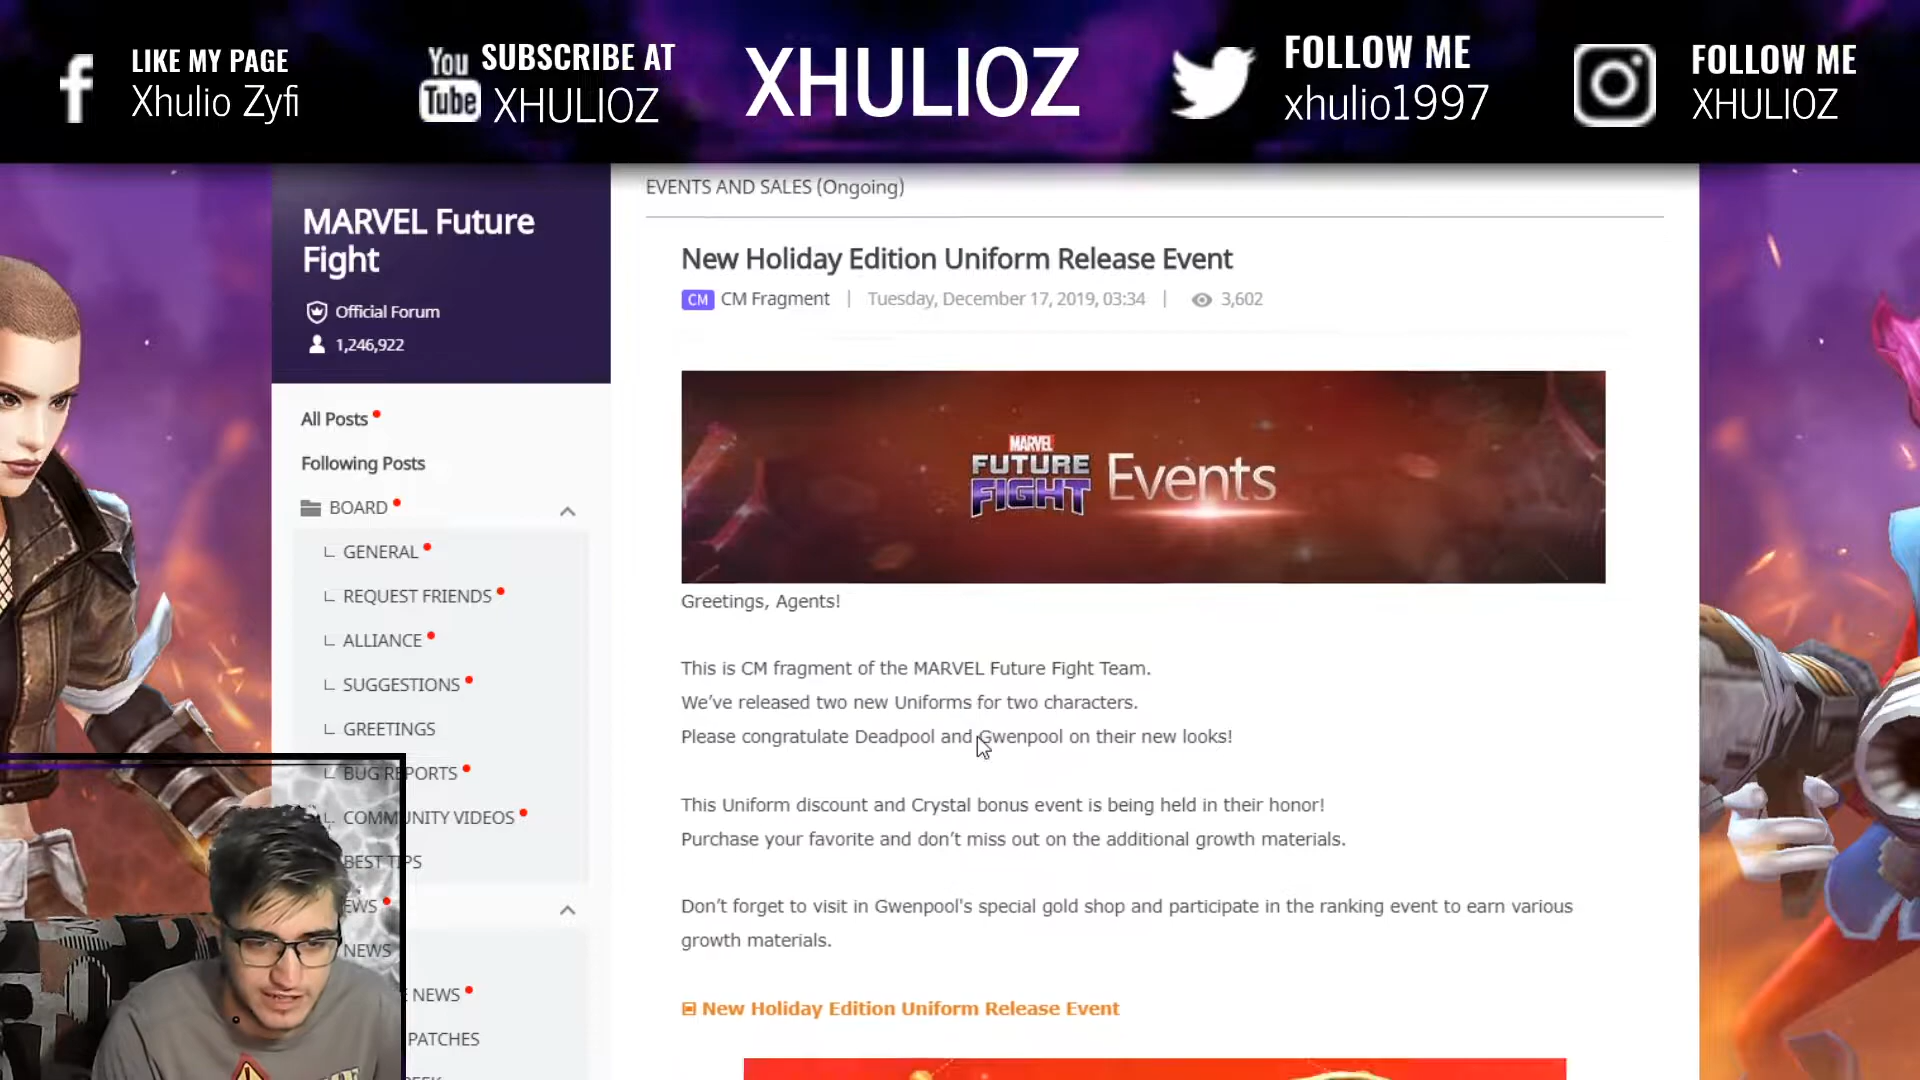 LIKE MY PAGE
Xhulio Zyfi
You
Tube
SUBSCRIBE AT
XHULIOZ
XHULIOZ
FOLLOW ME
xhulio1997
FOLLOW ME
XHULIOZ
MARVEL Future
Fight
Official Forum
1,246,922
All Posts
Following Posts
BOARD
GENERAL
REQUEST FRIENDS
ALLIANCE
SUGGESTIONS
GREETINGS
BUG REPORTS
COMMUNITY VIDEOS
BEST TIPS
NEWS
NEWS
PATCHES
EVENTS AND SALES (Ongoing)
New Holiday Edition Uniform Release Event
CM CM Fragment | Tuesday, December 17, 2019, 03:34 | 3,602
MARVEL
FUTURE
FIGHT
Events
Greetings, Agents!
This is CM fragment of the MARVEL Future Fight Team.
We’ve released two new Uniforms for two characters.
Please congratulate Deadpool and Gwenpool on their new looks!
This Uniform discount and Crystal bonus event is being held in their honor!
Purchase your favorite and don’t miss out on the additional growth materials.
Don’t forget to visit in Gwenpool's special gold shop and participate in the ranking event to earn various
growth materials.
New Holiday Edition Uniform Release Event